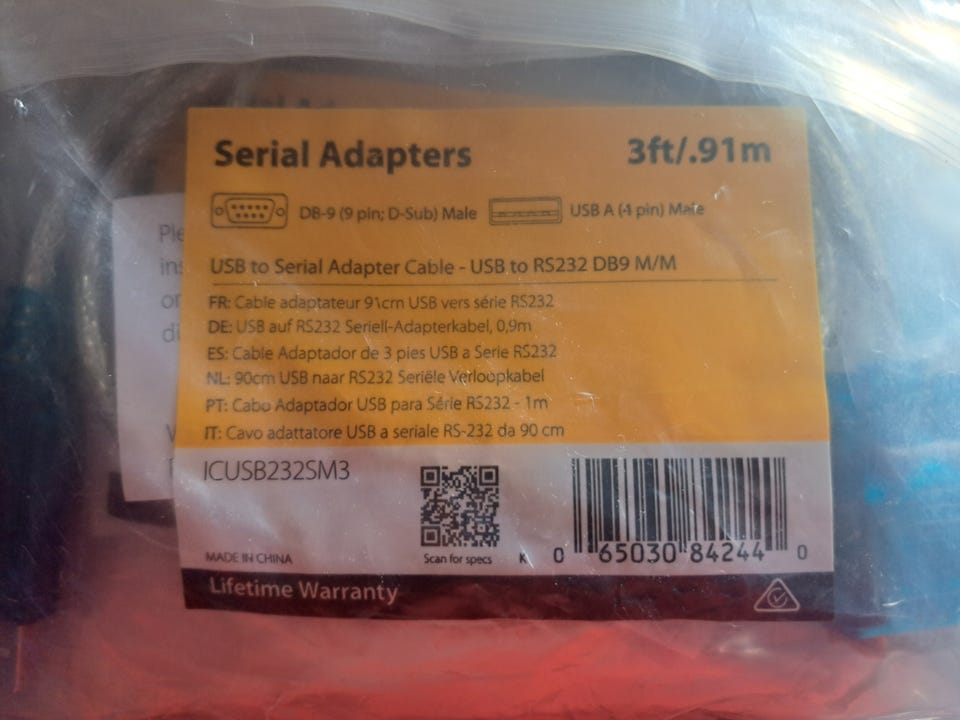 Serial Adapters 3ft/.91m
DB-9 (9 pin; D-Sub) Male USB A (4 pin) Male
USB to Serial Adapter Cable - USB to RS232 DB9 M/M
FR: Cable adaptateur 91cm USB vers série RS232
DE: USB auf RS232 Seriell-Adapterkabel, 0,9m
ES: Cable Adaptador de 3 pies USB a Serie RS232
NL: 90cm USB naar RS232 Seriële Verloopkabel
PT: Cabo Adaptador USB para Série RS232 - 1m
IT: Cavo adattatore USB a seriale RS-232 da 90 cm
ICUSB232SM3
MADE IN CHINA
Scan for specs
K 0 65030 84244 0
Lifetime Warranty